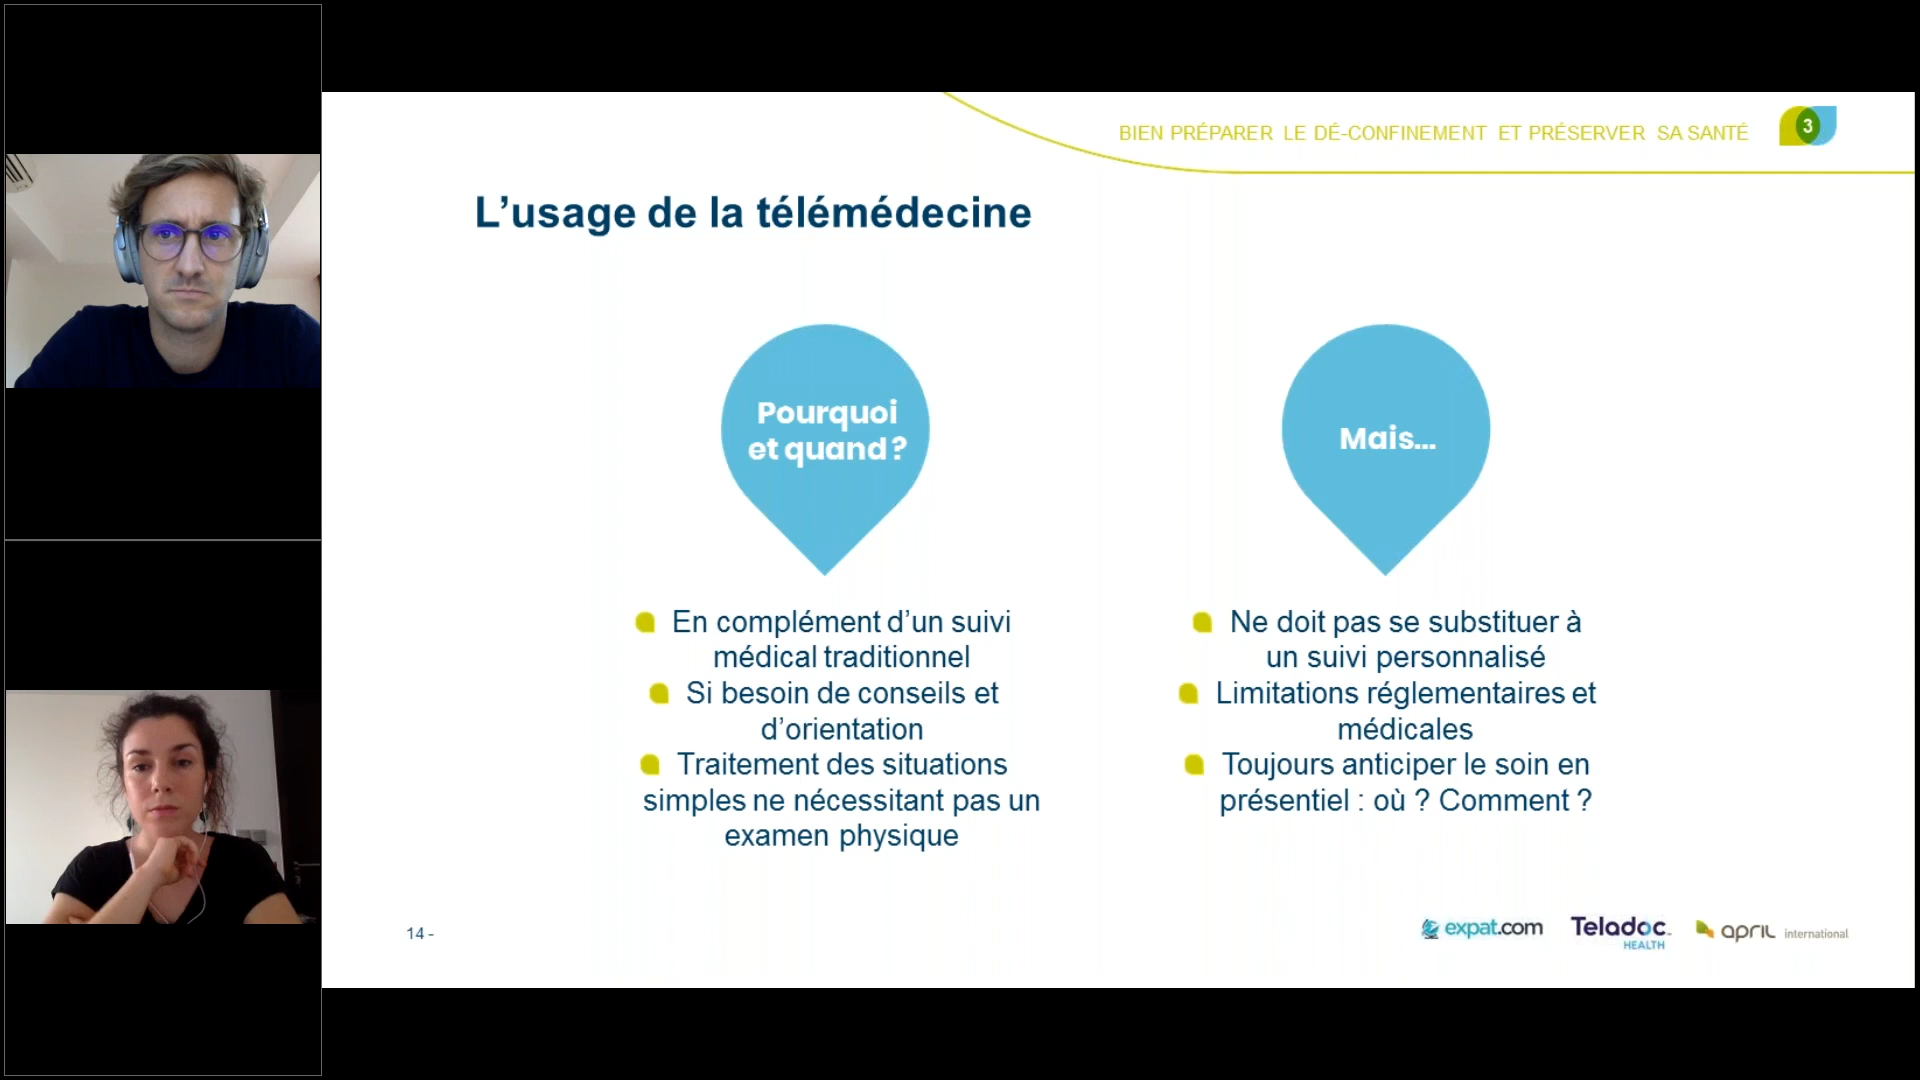 BIEN PRÉPARER LE DÉ-CONFINEMENT ET PRÉSERVER SA SANTÉ
3
L’usage de la télémédecine
Pourquoi
et quand ?
En complément d’un suivi
médical traditionnel
Si besoin de conseils et
d’orientation
Traitement des situations
simples ne nécessitant pas un
examen physique
Mais...
Ne doit pas se substituer à
un suivi personnalisé
Limitations réglementaires et
médicales
Toujours anticiper le soin en
présentiel : où ? Comment ?
14 -
expat.com
Teladoc
HEALTH
april international